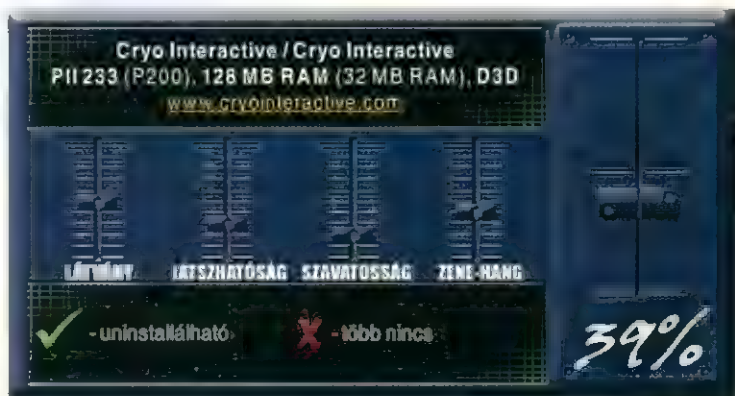 Cryo Interactive / Cryo Interactive
PII 233 (P200), 128 MB RAM (32 MB RAM), D3D
www.cryointeractive.com
LÁTVÁNY JÁTSZHATÓSÁG SZAVATOSSÁG ZENE-HANG
- uninstallálható
- több nincs
39%